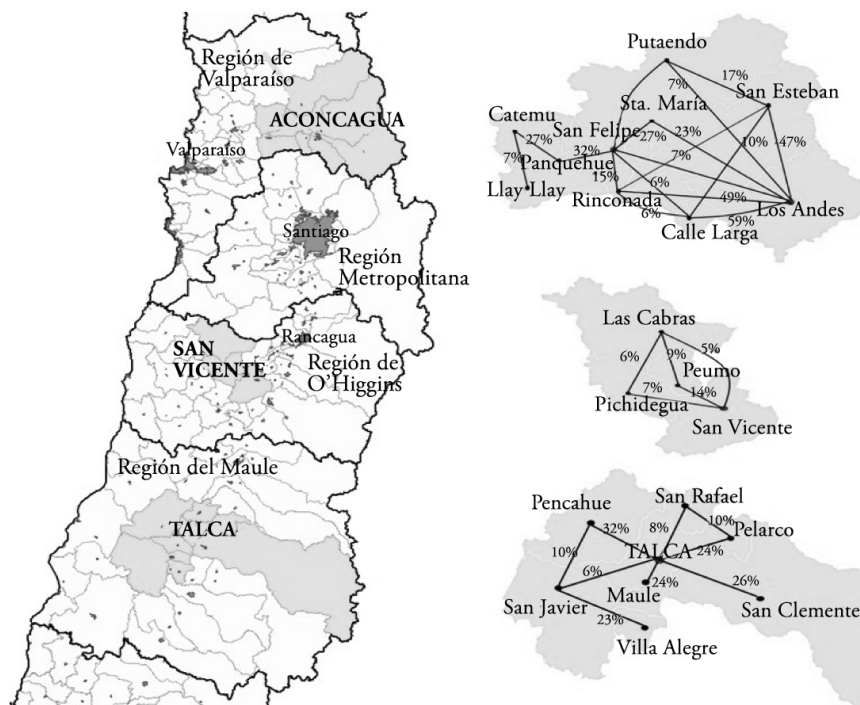 Región de
Valparaíso
ACONCAGUA
Valparaíso
Santiago
Región
Metropolitana
Rancagua
SAN
VICENTE
Región de
O'Higgins
Región del Maule
TALCA
Putaendo
17%
7%
San Esteban
Sta. María
Catemu
San Felipe
27%
27%
23%
10%
47%
32%
7%
7%
Panquehue
15%
6%
Llay Llay
Rinconada
49%
Los Andes
6%
59%
Calle Larga
Las Cabras
5%
6%
9%
Peumo
7%
14%
Pichidegua
San Vicente
San Rafael
Pencahue
10%
32%
8%
Pelarco
TALCA
24%
10%
6%
24%
26%
Maule
San Javier
San Clemente
23%
Villa Alegre